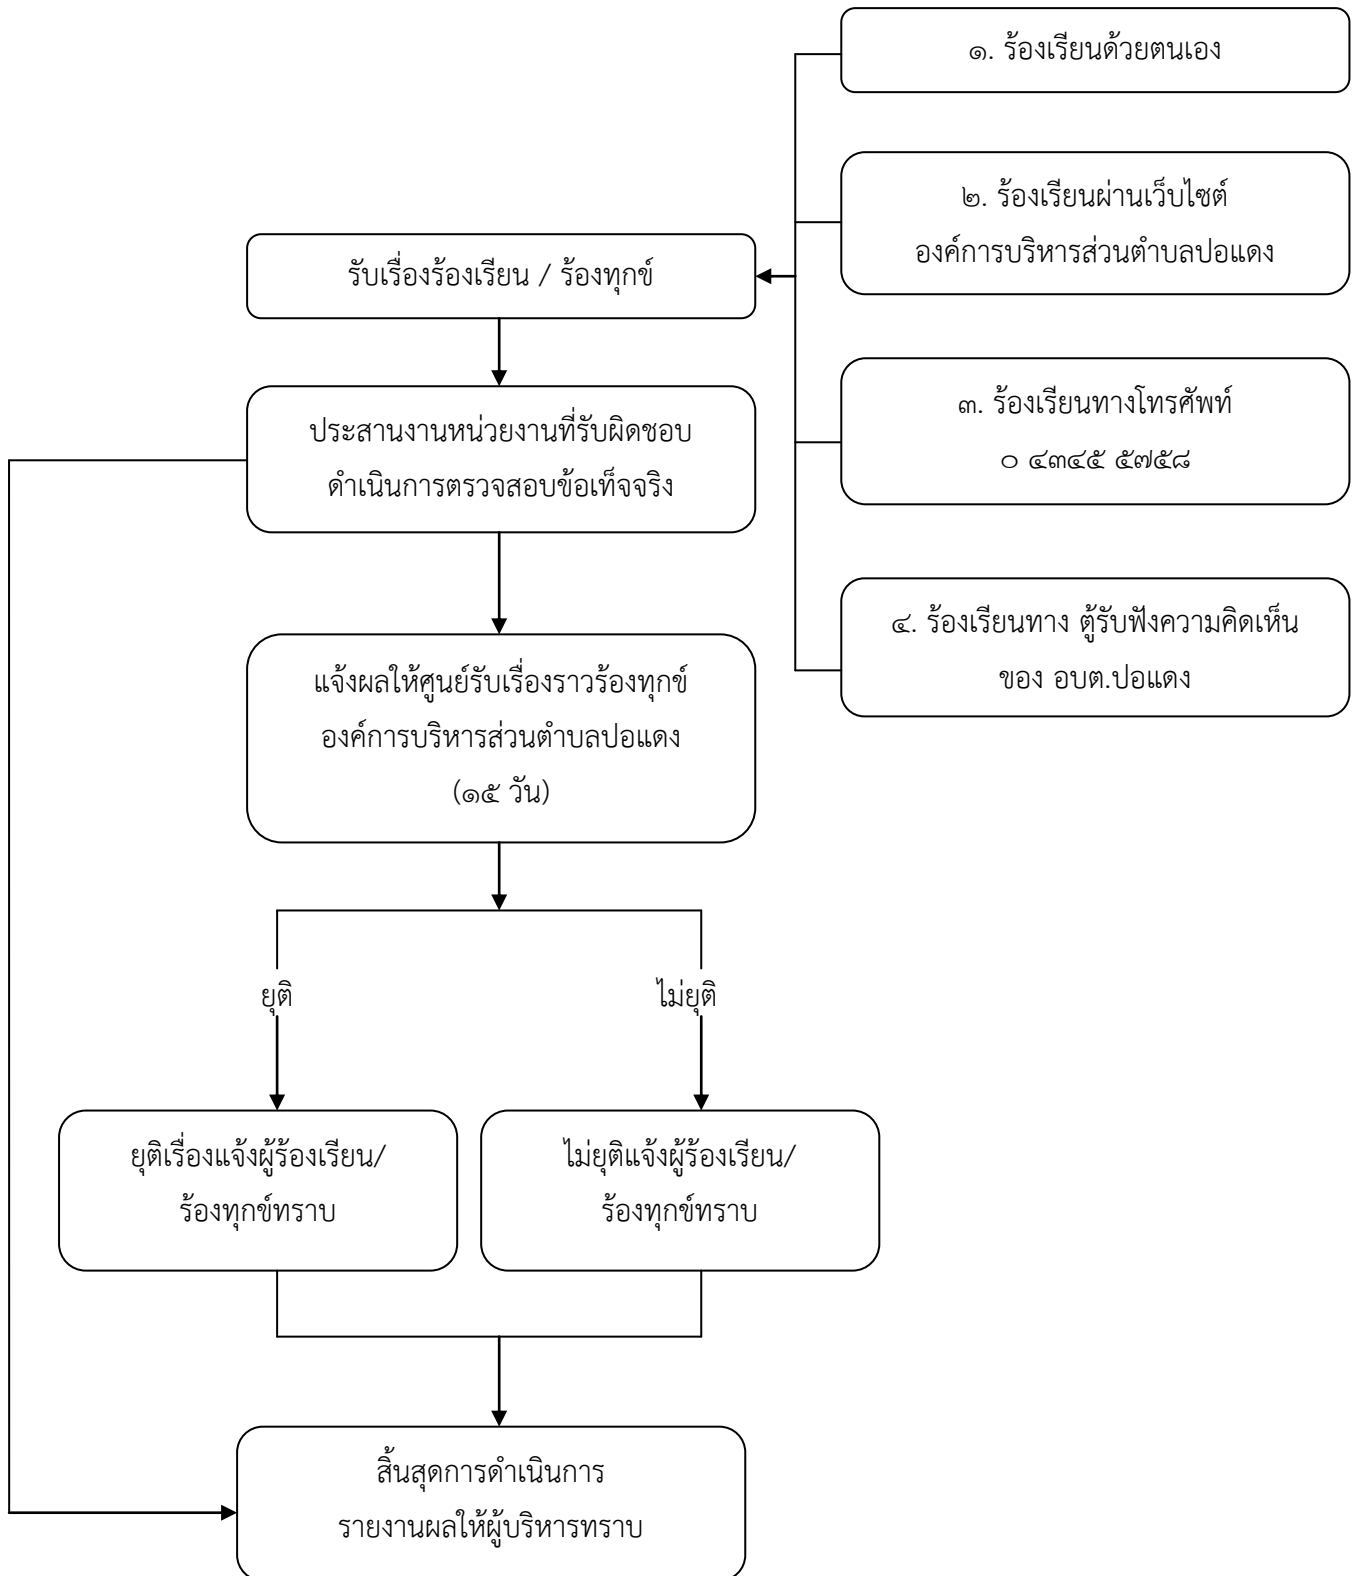 ๑. ร้องเรียนด้วยตนเอง
๒. ร้องเรียนผ่านเว็บไซต์
องค์การบริหารส่วนตำบลปอแดง
รับเรื่องร้องเรียน / ร้องทุกข์
๓. ร้องเรียนทางโทรศัพท์
๐ ๔๓๔๕ ๕๗๕๘
ประสานงานหน่วยงานที่รับผิดชอบ
ดำเนินการตรวจสอบข้อเท็จจริง
๔. ร้องเรียนทาง ตู้รับฟังความคิดเห็น
ของ อบต.ปอแดง
แจ้งผลให้ศูนย์รับเรื่องราวร้องทุกข์
องค์การบริหารส่วนตำบลปอแดง
(๑๕ วัน)
ยุติ
ไม่ยุติ
ยุติเรื่องแจ้งผู้ร้องเรียน/
ร้องทุกข์ทราบ
ไม่ยุติแจ้งผู้ร้องเรียน/
ร้องทุกข์ทราบ
สิ้นสุดการดำเนินการ
รายงานผลให้ผู้บริหารทราบ